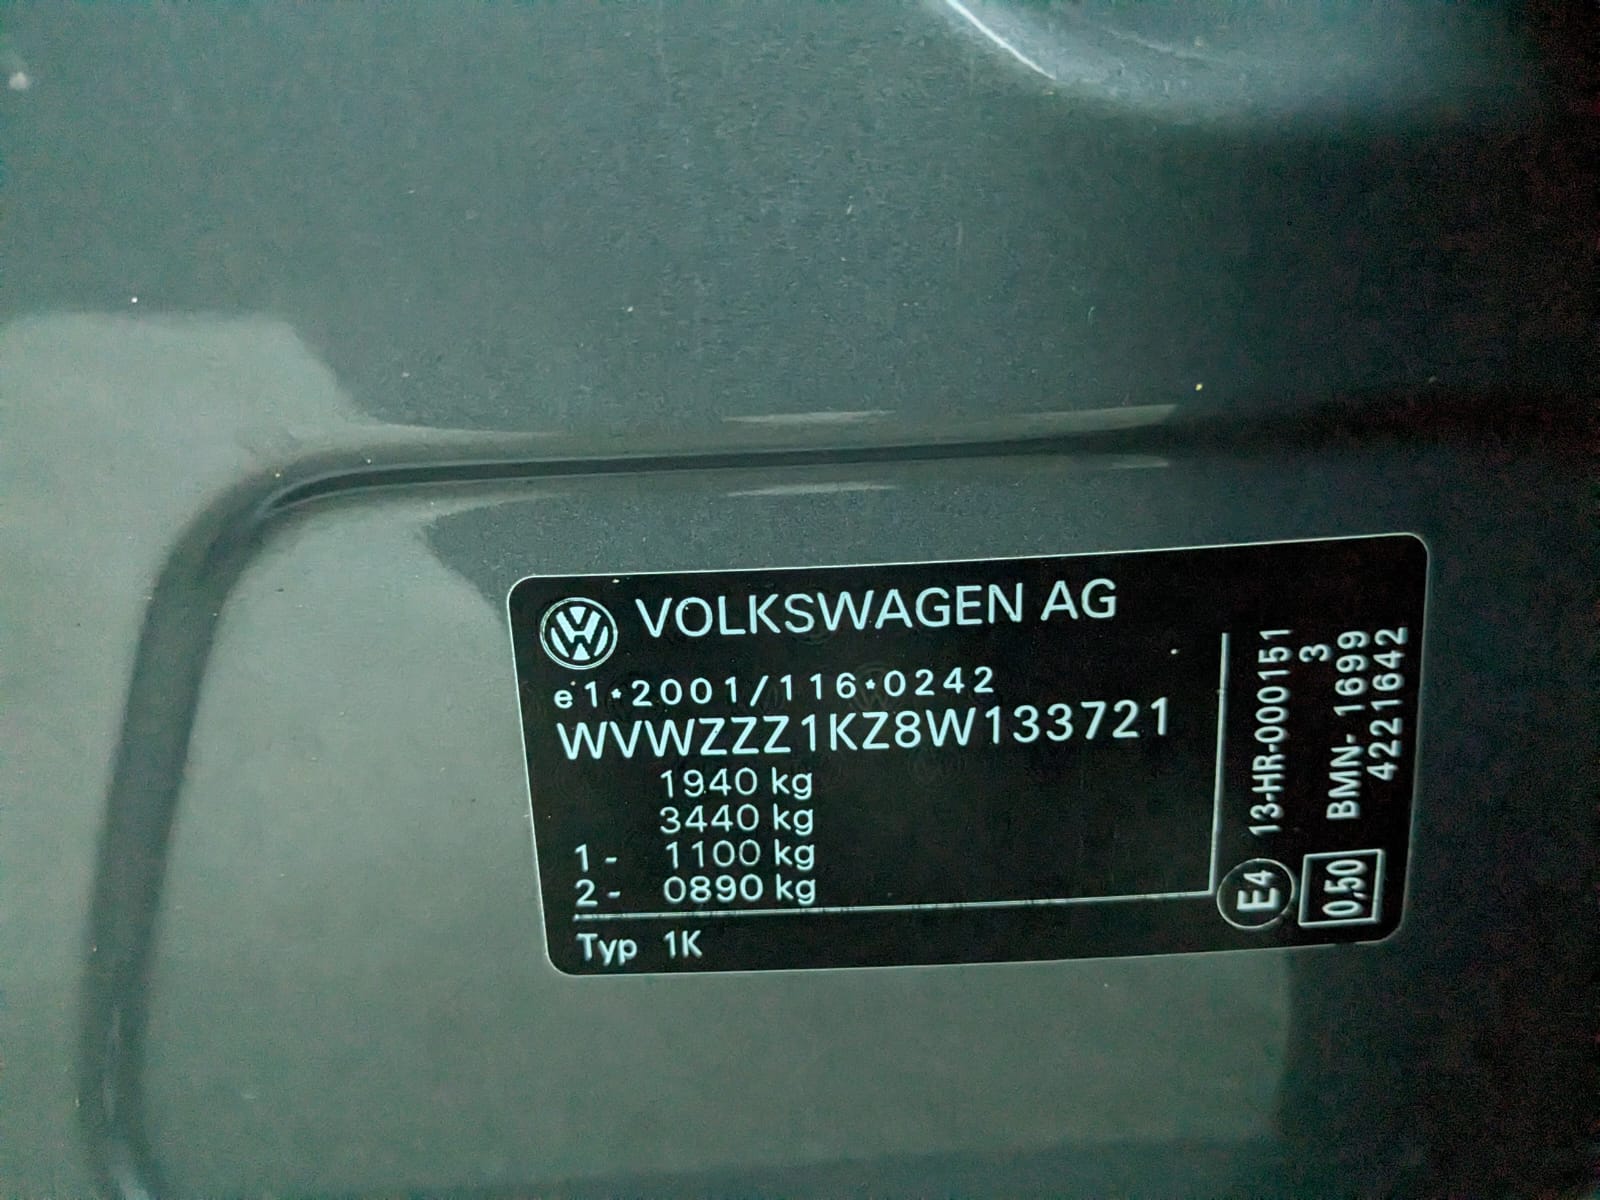 VOLKSWAGEN AG
e1*2001/116*0242
WVWZZZ1KZ8W133721
1940 kg
3440 kg
1- 1100 kg
2- 0890 kg
Typ 1K
E4 13-HR-000151
3
0,50 BMN-1699
4221642